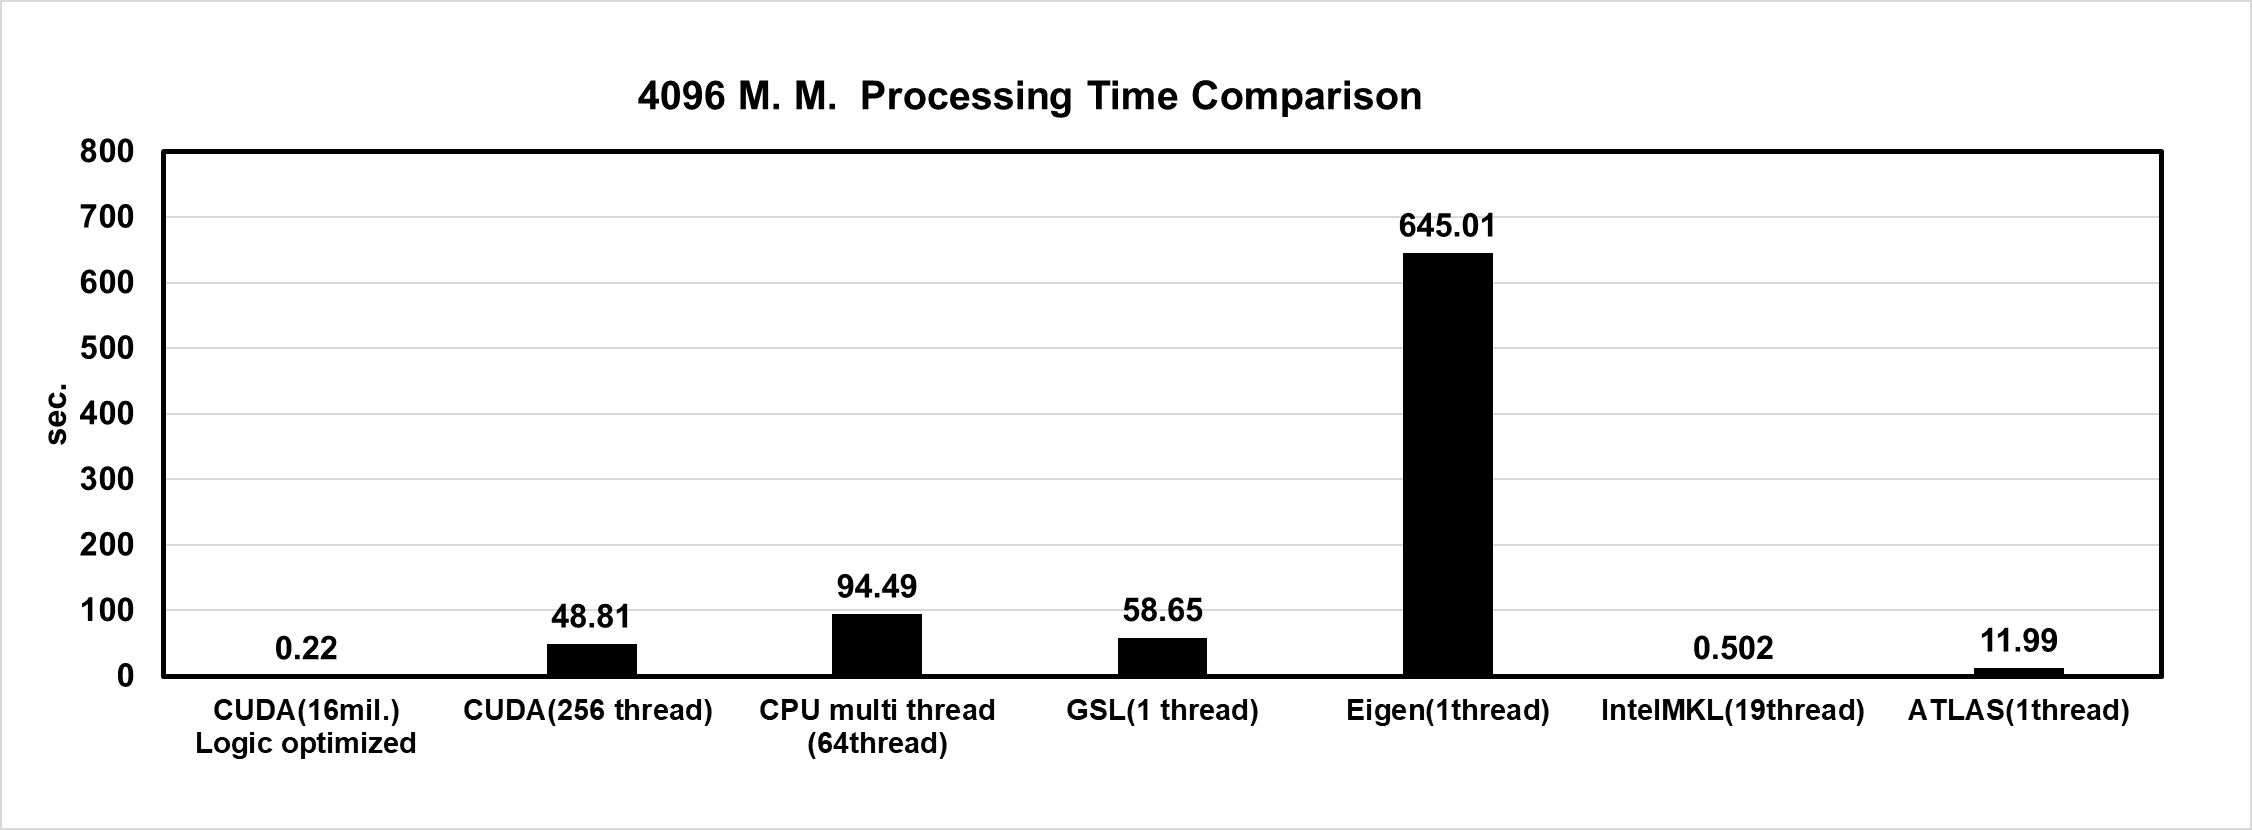 4096 M. M.  Processing Time Comparison
800
700
600
500
400
300
200
100
0
sec.
0.22
48.81
94.49
58.65
645.01
0.502
11.99
CUDA(16mil.)
Logic optimized
CUDA(256 thread)
CPU multi thread
(64thread)
GSL(1 thread)
Eigen(1thread)
IntelMKL(19thread)
ATLAS(1thread)